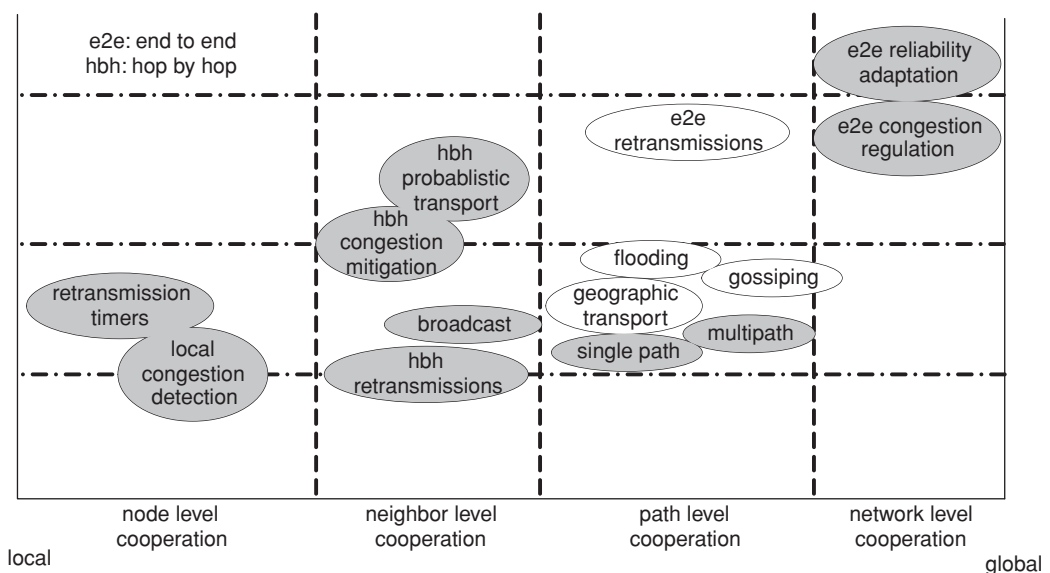 e2e: end to end
hbh: hop by hop
e2e reliability
adaptation
e2e
retransmissions
e2e congestion
regulation
hbh
probablistic
transport
hbh
congestion
mitigation
flooding
gossiping
retransmission
timers
geographic
transport
broadcast
multipath
local
congestion
detection
single path
hbh
retransmissions
node level
cooperation
neighbor level
cooperation
path level
cooperation
network level
cooperation
local
global